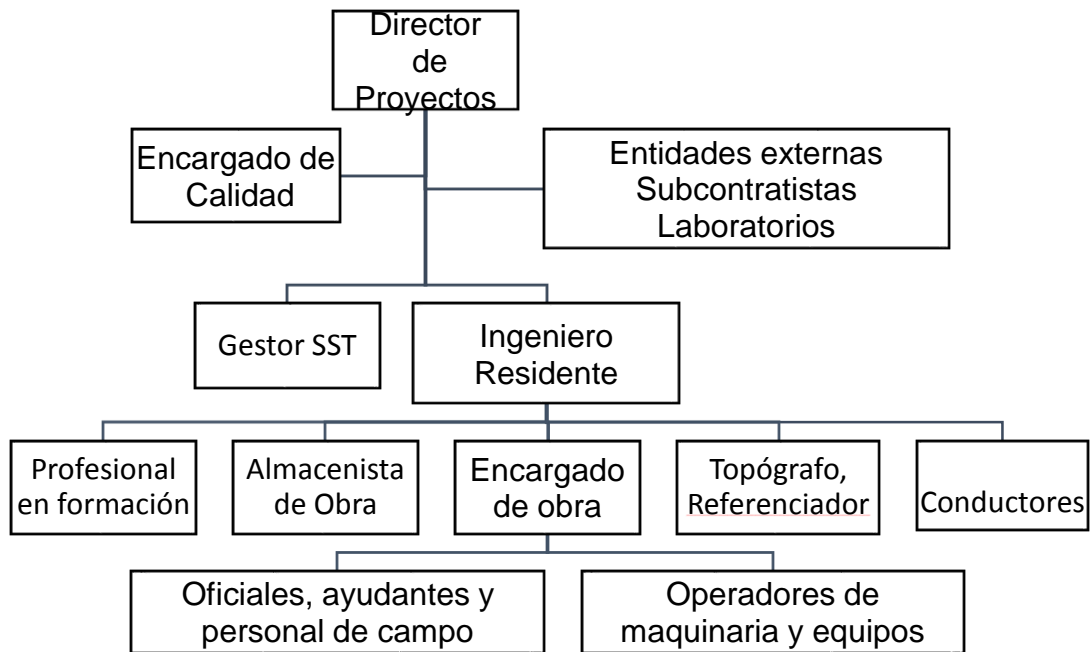 Director
de
Proyectos
Encargado de
Calidad
Entidades externas
Subcontratistas
Laboratorios
Gestor SST
Ingeniero
Residente
Profesional
en formación
Almacenista
de Obra
Encargado
de obra
Topógrafo,
Referenciador
Conductores
Oficiales, ayudantes y
personal de campo
Operadores de
maquinaria y equipos